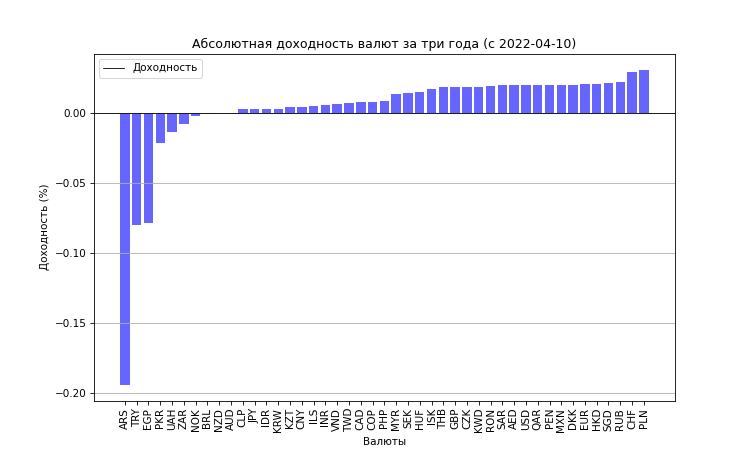 Абсолютная доходность валют за три года (с 2022-04-10)
Доходность
0.00
−0.05
−0.10
−0.15
−0.20
Доходность (%)
ARS
TRY
EGP
PKR
UAH
ZAR
NOK
BRL
NZD
AUD
CLP
JPY
IDR
KRW
KZT
CNY
ILS
INR
VND
TWD
CAD
COP
PHP
MYR
SEK
HUF
ISK
THB
GBP
CZK
KWD
RON
SAR
AED
USD
QAR
PEN
MXN
DKK
EUR
HKD
SGD
RUB
CHF
PLN
Валюты